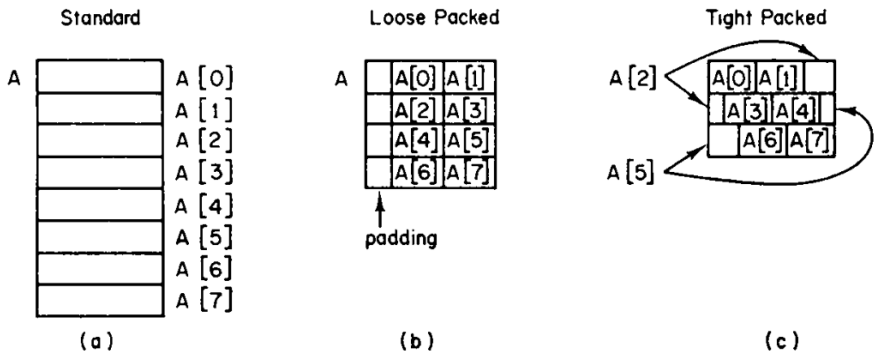 Standard
A
A [0]
A [1]
A [2]
A [3]
A [4]
A [5]
A [6]
A [7]
(a)
Loose Packed
A
A[0] A[1]
A[2] A[3]
A[4] A[5]
A[6] A[7]
padding
(b)
Tight Packed
A[2]
A[0] A[1]
A[3] A[4]
A[6] A[7]
A[5]
(c)